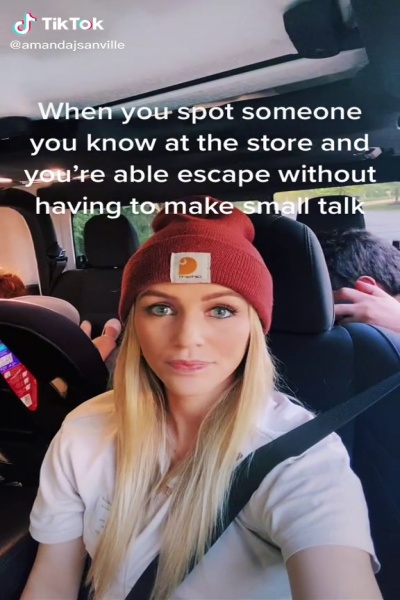 TikTok
@amandajsanville
When you spot someone
you know at the store and
you're able escape without
having to make small talk